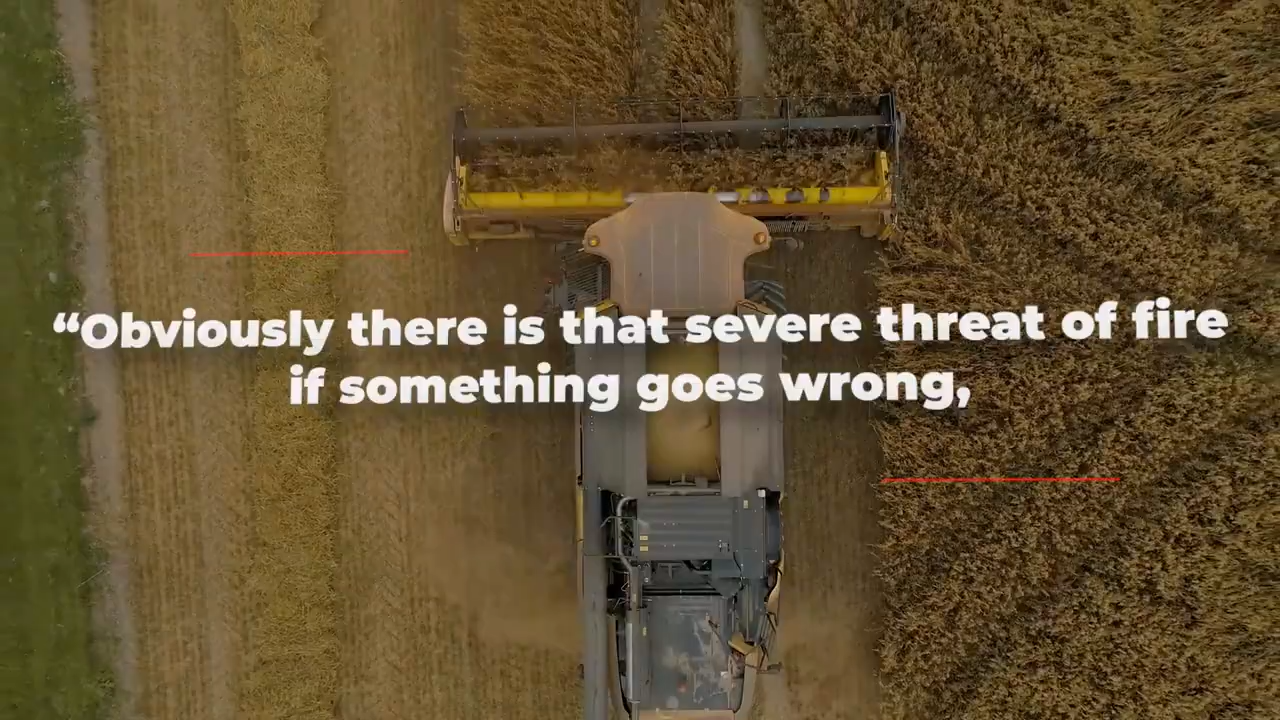 “Obviously there is that severe threat of fire
if something goes wrong,